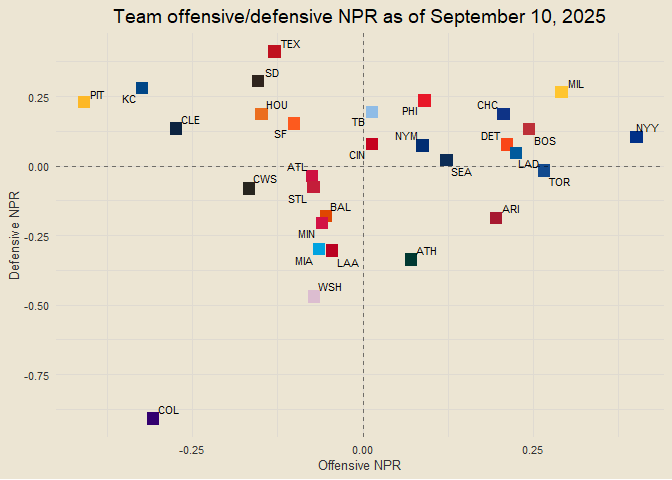 Team offensive/defensive NPR as of September 10, 2025
TEX
SD
MIL
PIT
KC
0.25
HOU
PHI
CHC
CLE
TB
NYY
SF
NYM
DET
BOS
CIN
LAD
0.00
ATL
SEA
CWS
TOR
STL
BAL
ARI
MIN
-0.25
ATH
MIA
LAA
WSH
Defensive NPR
-0.50
-0.75
COL
-0.25
0.00
0.25
Offensive NPR